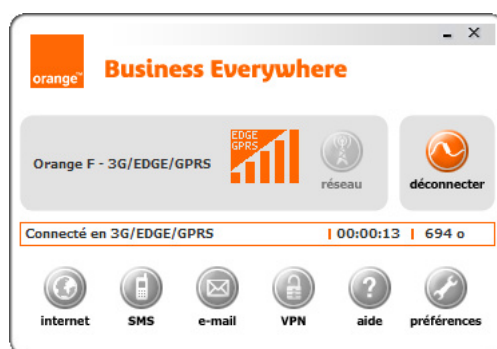 orange™
Business Everywhere
Orange F - 3G/EDGE/GPRS
EDGE
GPRS
réseau
déconnecter
Connecté en 3G/EDGE/GPRS | 00:00:13 | 694 o
internet SMS e-mail VPN aide préférences